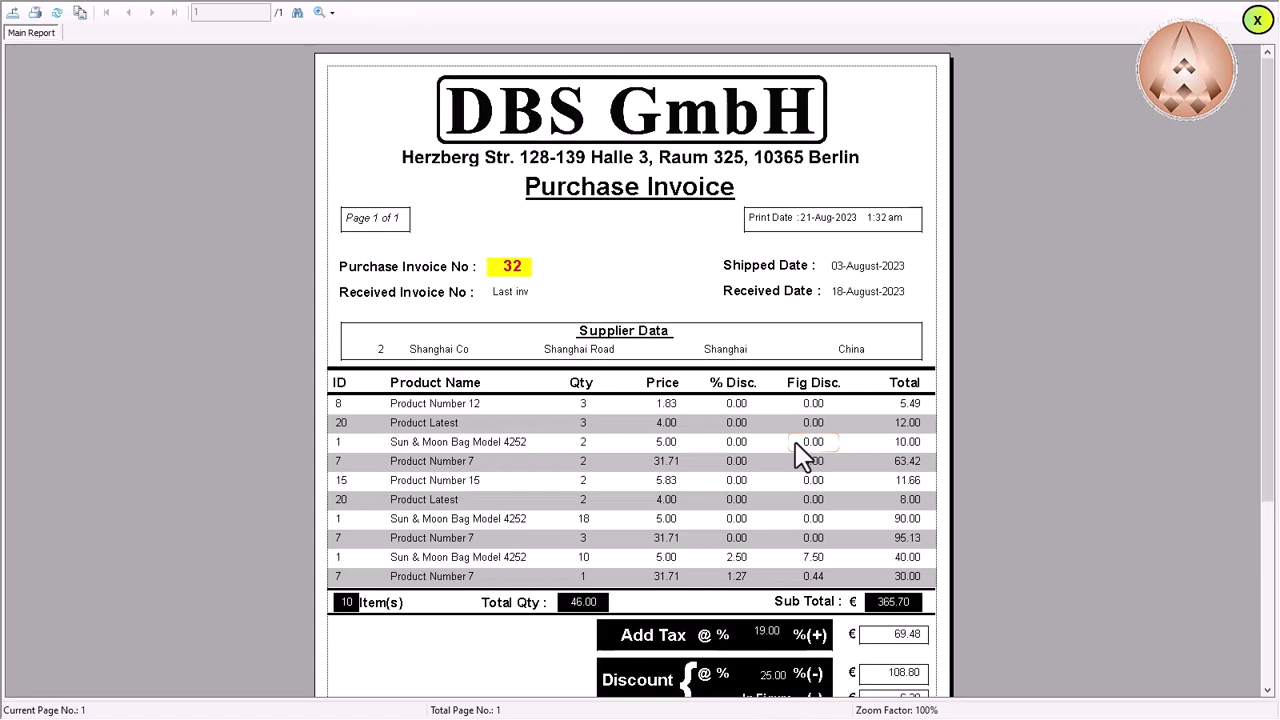 1 /1
X
Main Report
DBS GmbH
Herzberg Str. 128-139 Halle 3, Raum 325, 10365 Berlin
Purchase Invoice
Page 1 of 1
Print Date :21-Aug-2023 1:32 am
Purchase Invoice No : 32
Shipped Date : 03-August-2023
Received Invoice No : Last inv
Received Date : 18-August-2023
Supplier Data
2 Shanghai Co Shanghai Road Shanghai China
ID Product Name Qty Price % Disc. Fig Disc. Total
8 Product Number 12 3 1.83 0.00 0.00 5.49
20 Product Latest 3 4.00 0.00 0.00 12.00
1 Sun & Moon Bag Model 4252 2 5.00 0.00 0.00 10.00
7 Product Number 7 2 31.71 0.00 63.42
15 Product Number 15 2 5.83 0.00 0.00 11.66
20 Product Latest 2 4.00 0.00 0.00 8.00
1 Sun & Moon Bag Model 4252 18 5.00 0.00 0.00 90.00
7 Product Number 7 3 31.71 0.00 0.00 95.13
1 Sun & Moon Bag Model 4252 10 5.00 2.50 7.50 40.00
7 Product Number 7 1 31.71 1.27 0.44 30.00
10 Item(s) Total Qty : 46.00 Sub Total : € 365.70
Add Tax @ % 19.00 %(+) € 69.48
Discount { @ % 25.00 %(-) € 108.80
Current Page No.: 1 Total Page No.: 1 Zoom Factor: 100%